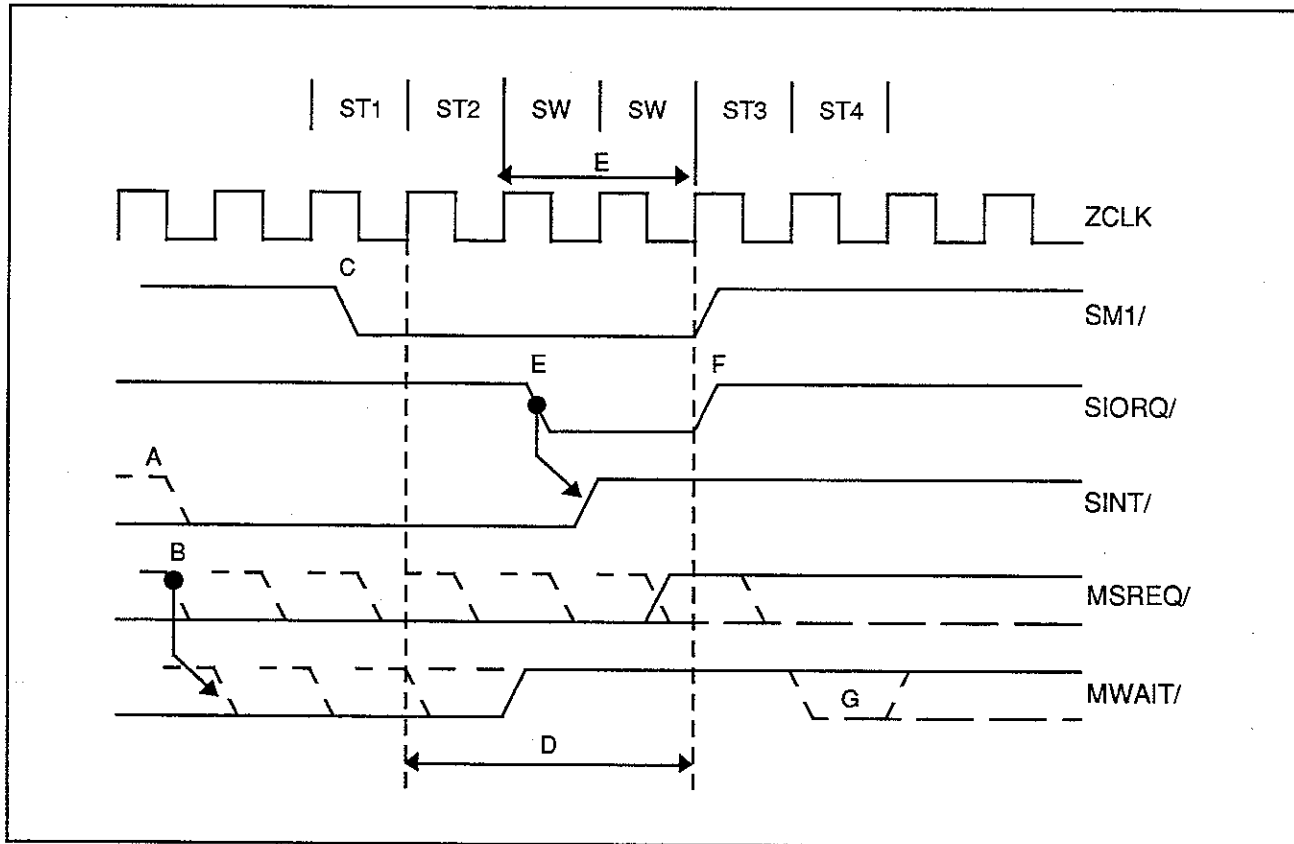 ST1 ST2 SW SW ST3 ST4
E
ZCLK
C
SM1/
E F
SIORQ/
A
SINT/
B
MSREQ/
MWAIT/
G
D